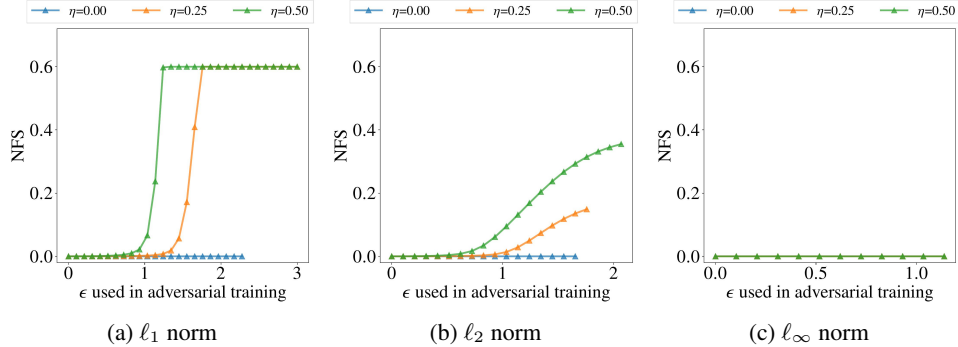 η=0.00 η=0.25 η=0.50
NFS
0.6
0.4
0.2
0.0
0 1 2 3
ϵ used in adversarial training
(a) ℓ1 norm
η=0.00 η=0.25 η=0.50
NFS
0.6
0.4
0.2
0.0
0 1 2
ϵ used in adversarial training
(b) ℓ2 norm
η=0.00 η=0.25 η=0.50
NFS
0.6
0.4
0.2
0.0
0.0 0.5 1.0
ϵ used in adversarial training
(c) ℓ∞ norm